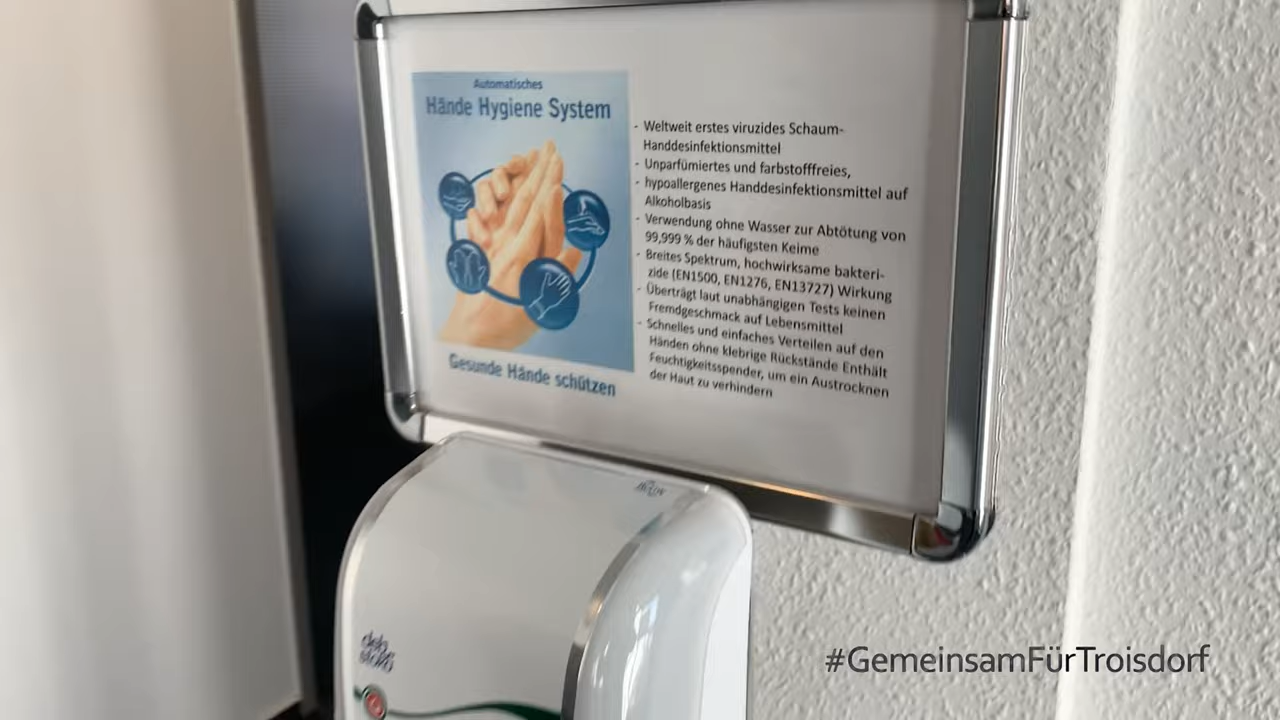 Automatisches
Hände Hygiene System
Gesunde Hände schützen
- Weltweit erstes viruzides Schaum-
Handdesinfektionsmittel
- Unparfümiertes und farbstofffreies,
- hypoallergenes Handdesinfektionsmittel auf
Alkoholbasis
- Verwendung ohne Wasser zur Abtötung von
99,999 % der häufigsten Keime
- Breites Spektrum, hochwirksame bakteri-
zide (EN1500, EN1276, EN13727) Wirkung
- Überträgt laut unabhängigen Tests keinen
Fremdgeschmack auf Lebensmittel
- Schnelles und einfaches Verteilen auf den
Händen ohne klebrige Rückstände Enthält
Feuchtigkeitsspender, um ein Austrocknen
der Haut zu verhindern
deb
stoko
#GemeinsamFürTroisdorf